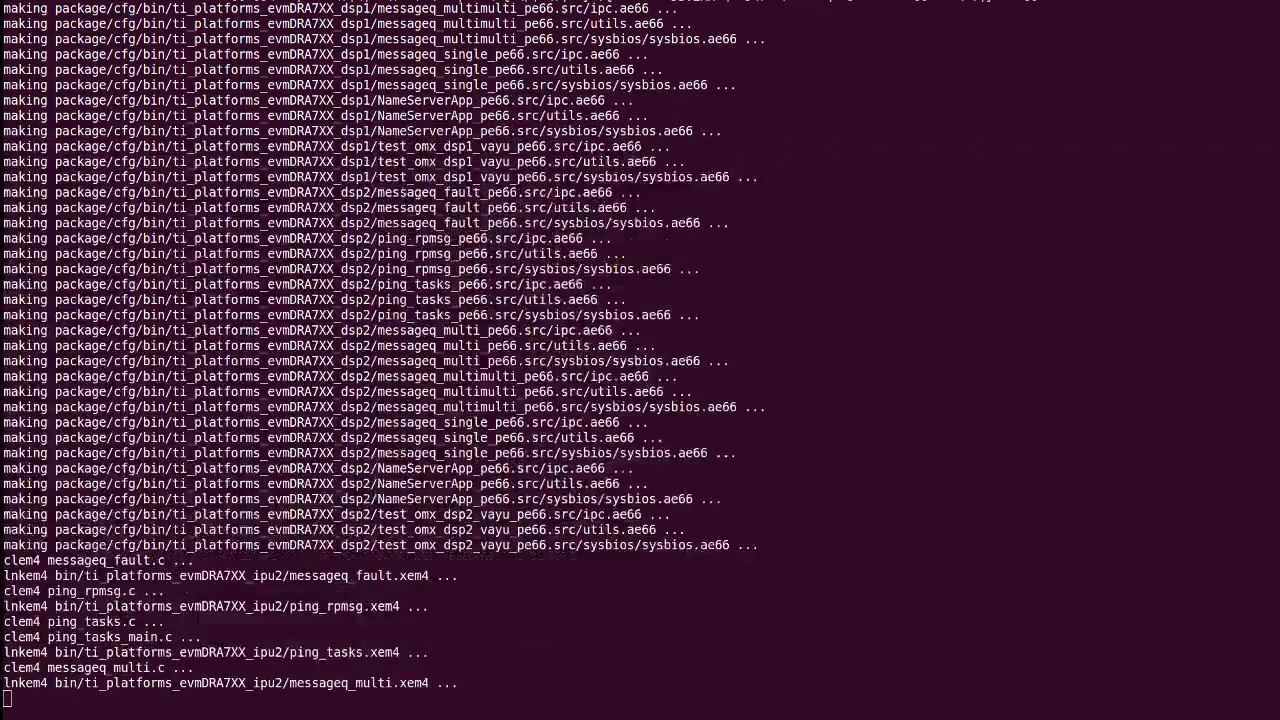 making package/cfg/bin/ti_platforms_evmDRA7XX_dsp1/messageq_multimulti_pe66.src/ipc.ae66 ...
making package/cfg/bin/ti_platforms_evmDRA7XX_dsp1/messageq_multimulti_pe66.src/utils.ae66 ...
making package/cfg/bin/ti_platforms_evmDRA7XX_dsp1/messageq_multimulti_pe66.src/sysbios/sysbios.ae66 ...
making package/cfg/bin/ti_platforms_evmDRA7XX_dsp1/messageq_single_pe66.src/ipc.ae66 ...
making package/cfg/bin/ti_platforms_evmDRA7XX_dsp1/messageq_single_pe66.src/utils.ae66 ...
making package/cfg/bin/ti_platforms_evmDRA7XX_dsp1/messageq_single_pe66.src/sysbios/sysbios.ae66 ...
making package/cfg/bin/ti_platforms_evmDRA7XX_dsp1/NameServerApp_pe66.src/ipc.ae66 ...
making package/cfg/bin/ti_platforms_evmDRA7XX_dsp1/NameServerApp_pe66.src/utils.ae66 ...
making package/cfg/bin/ti_platforms_evmDRA7XX_dsp1/NameServerApp_pe66.src/sysbios/sysbios.ae66 ...
making package/cfg/bin/ti_platforms_evmDRA7XX_dsp1/test_omx_dsp1_vayu_pe66.src/ipc.ae66 ...
making package/cfg/bin/ti_platforms_evmDRA7XX_dsp1/test_omx_dsp1_vayu_pe66.src/utils.ae66 ...
making package/cfg/bin/ti_platforms_evmDRA7XX_dsp1/test_omx_dsp1_vayu_pe66.src/sysbios/sysbios.ae66 ...
making package/cfg/bin/ti_platforms_evmDRA7XX_dsp2/messageq_fault_pe66.src/ipc.ae66 ...
making package/cfg/bin/ti_platforms_evmDRA7XX_dsp2/messageq_fault_pe66.src/utils.ae66 ...
making package/cfg/bin/ti_platforms_evmDRA7XX_dsp2/messageq_fault_pe66.src/sysbios/sysbios.ae66 ...
making package/cfg/bin/ti_platforms_evmDRA7XX_dsp2/ping_rpmsg_pe66.src/ipc.ae66 ...
making package/cfg/bin/ti_platforms_evmDRA7XX_dsp2/ping_rpmsg_pe66.src/utils.ae66 ...
making package/cfg/bin/ti_platforms_evmDRA7XX_dsp2/ping_rpmsg_pe66.src/sysbios/sysbios.ae66 ...
making package/cfg/bin/ti_platforms_evmDRA7XX_dsp2/ping_tasks_pe66.src/ipc.ae66 ...
making package/cfg/bin/ti_platforms_evmDRA7XX_dsp2/ping_tasks_pe66.src/utils.ae66 ...
making package/cfg/bin/ti_platforms_evmDRA7XX_dsp2/ping_tasks_pe66.src/sysbios/sysbios.ae66 ...
making package/cfg/bin/ti_platforms_evmDRA7XX_dsp2/messageq_multi_pe66.src/ipc.ae66 ...
making package/cfg/bin/ti_platforms_evmDRA7XX_dsp2/messageq_multi_pe66.src/utils.ae66 ...
making package/cfg/bin/ti_platforms_evmDRA7XX_dsp2/messageq_multi_pe66.src/sysbios/sysbios.ae66 ...
making package/cfg/bin/ti_platforms_evmDRA7XX_dsp2/messageq_multimulti_pe66.src/ipc.ae66 ...
making package/cfg/bin/ti_platforms_evmDRA7XX_dsp2/messageq_multimulti_pe66.src/utils.ae66 ...
making package/cfg/bin/ti_platforms_evmDRA7XX_dsp2/messageq_multimulti_pe66.src/sysbios/sysbios.ae66 ...
making package/cfg/bin/ti_platforms_evmDRA7XX_dsp2/messageq_single_pe66.src/ipc.ae66 ...
making package/cfg/bin/ti_platforms_evmDRA7XX_dsp2/messageq_single_pe66.src/utils.ae66 ...
making package/cfg/bin/ti_platforms_evmDRA7XX_dsp2/messageq_single_pe66.src/sysbios/sysbios.ae66 ...
making package/cfg/bin/ti_platforms_evmDRA7XX_dsp2/NameServerApp_pe66.src/ipc.ae66 ...
making package/cfg/bin/ti_platforms_evmDRA7XX_dsp2/NameServerApp_pe66.src/utils.ae66 ...
making package/cfg/bin/ti_platforms_evmDRA7XX_dsp2/NameServerApp_pe66.src/sysbios/sysbios.ae66 ...
making package/cfg/bin/ti_platforms_evmDRA7XX_dsp2/test_omx_dsp2_vayu_pe66.src/ipc.ae66 ...
making package/cfg/bin/ti_platforms_evmDRA7XX_dsp2/test_omx_dsp2_vayu_pe66.src/utils.ae66 ...
making package/cfg/bin/ti_platforms_evmDRA7XX_dsp2/test_omx_dsp2_vayu_pe66.src/sysbios/sysbios.ae66 ...
clem4 messageq_fault.c ...
lnkem4 bin/ti_platforms_evmDRA7XX_ipu2/messageq_fault.xem4 ...
clem4 ping_rpmsg.c ...
lnkem4 bin/ti_platforms_evmDRA7XX_ipu2/ping_rpmsg.xem4 ...
clem4 ping_tasks.c ...
clem4 ping_tasks_main.c ...
lnkem4 bin/ti_platforms_evmDRA7XX_ipu2/ping_tasks.xem4 ...
clem4 messageq_multi.c ...
lnkem4 bin/ti_platforms_evmDRA7XX_ipu2/messageq_multi.xem4 ...